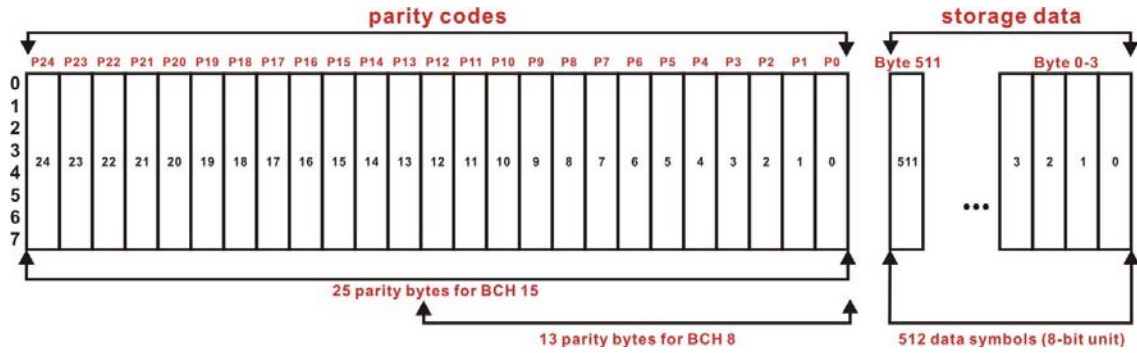 parity codes storage data
P24 P23 P22 P21 P20 P19 P18 P17 P16 P15 P14 P13 P12 P11 P10 P9 P8 P7 P6 P5 P4 P3 P2 P1 P0 Byte 511 Byte 0-3
0
1
2
3
24 23 22 21 20 19 18 17 16 15 14 13 12 11 10 9 8 7 6 5 4 3 2 1 0 511 ... 3 2 1 0
4
5
6
7
25 parity bytes for BCH 15
13 parity bytes for BCH 8 512 data symbols (8-bit unit)